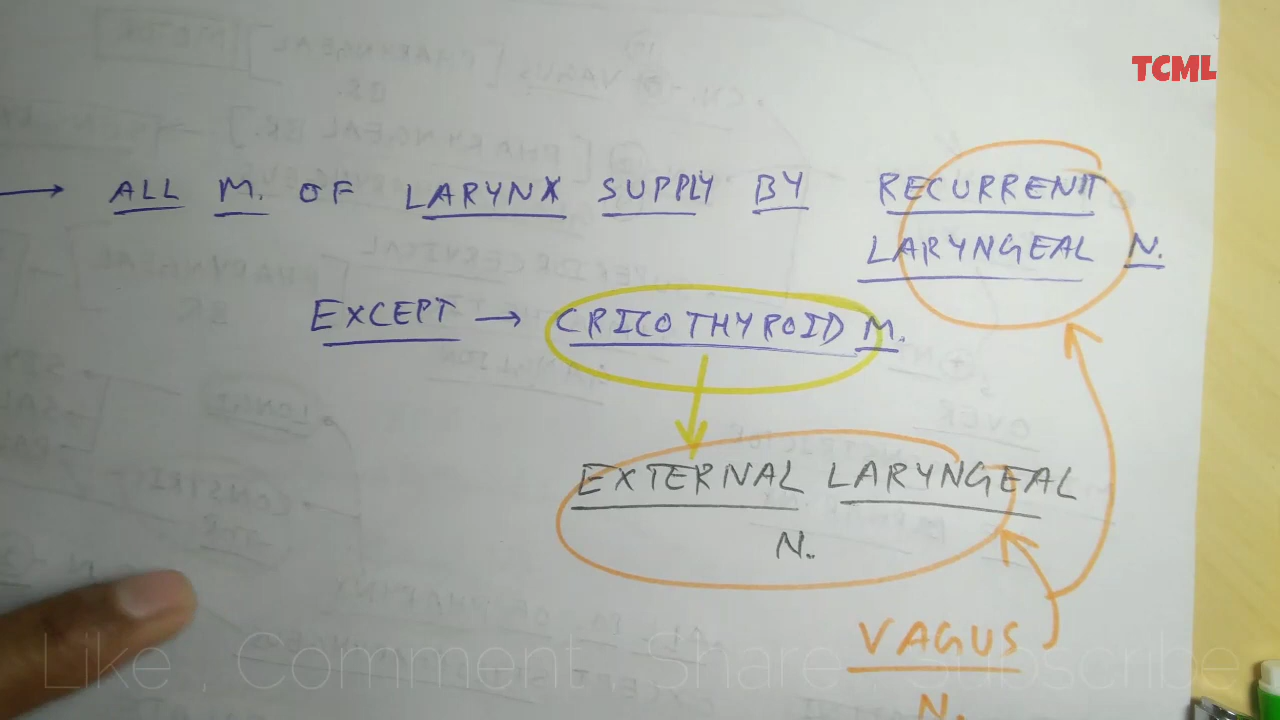 TCML
→ ALL M. OF LARYNX SUPPLY BY RECURRENT
LARYNGEAL N.
EXCEPT → CRICOTHYROID M.
EXTERNAL LARYNGEAL
N.
VAGUS
N.
Like , Comment , Share , Subscribe